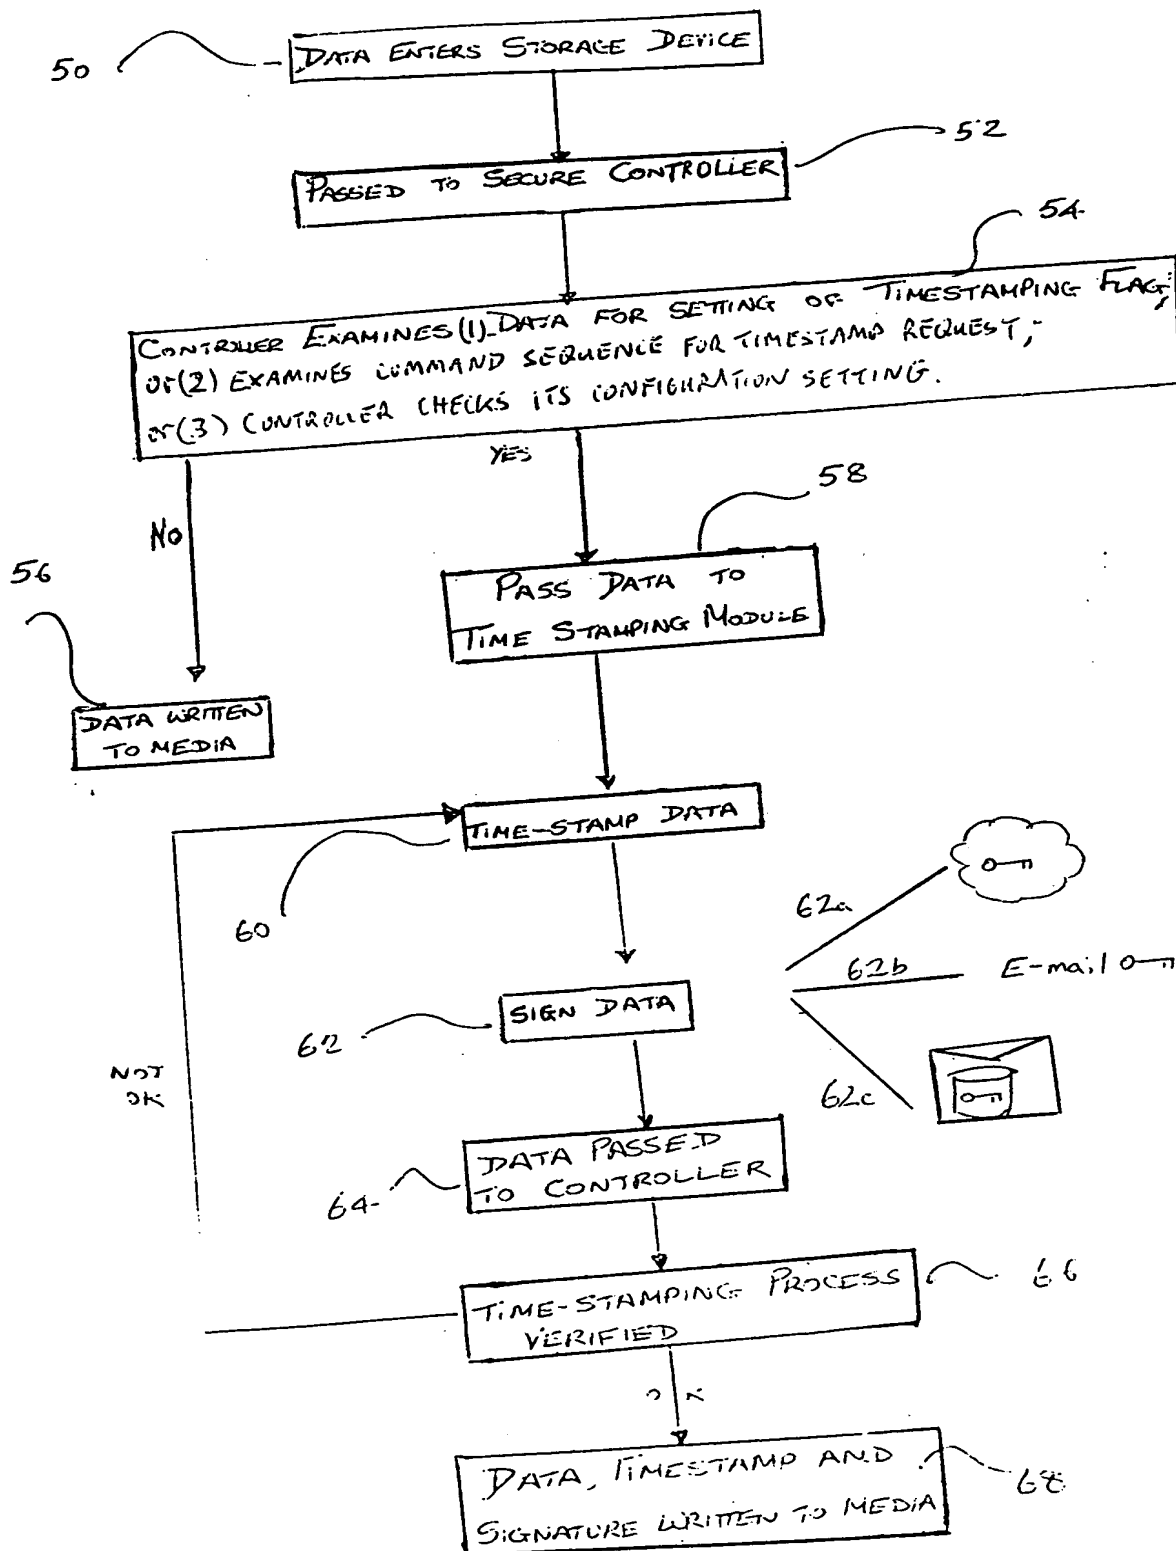 50
DATA ENTERS STORAGE DEVICE
52
PASSED TO SECURE CONTROLLER
54
CONTROLLER EXAMINES (1) DATA FOR SETTING OF TIMESTAMPING FLAG;
or (2) EXAMINES COMMAND SEQUENCE FOR TIMESTAMP REQUEST;
or (3) CONTROLLER CHECKS ITS CONFIGURATION SETTING.
YES
NO
58
56
PASS DATA TO
TIME STAMPING MODULE
DATA WRITTEN
TO MEDIA
TIME-STAMP DATA
60
62a
62b
E-mail
SIGN DATA
62
62c
NOT
OK
DATA PASSED
TO CONTROLLER
64
TIME-STAMPING PROCESS
VERIFIED
66
OK
DATA, TIMESTAMP AND
SIGNATURE WRITTEN TO MEDIA
68